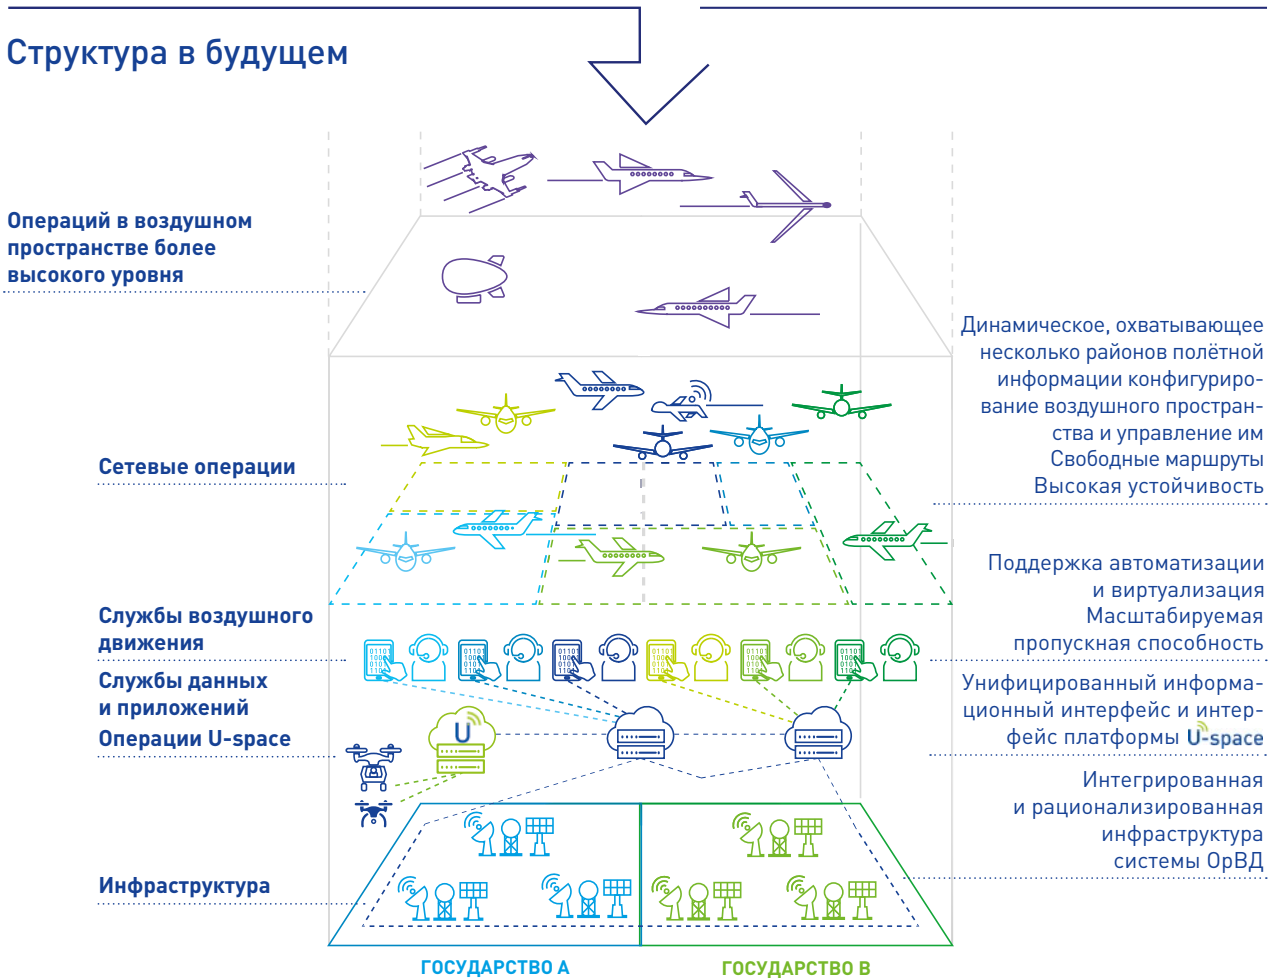 Структура в будущем
Операций в воздушном
пространстве более
высокого уровня
Динамическое, охватывающее
несколько районов полётной
информации конфигуриро-
вание воздушного простран-
ства и управление им
Свободные маршруты
Высокая устойчивость
Сетевые операции
Поддержка автоматизации
и виртуализация
Масштабируемая
пропускная способность
Службы воздушного
движения
Службы данных
и приложений
Операции U-space
Унифицированный информа-
ционный интерфейс и интер-
фейс платформы U-space
U
Интегрированная
и рационализированная
инфраструктура
системы ОрВД
Инфраструктура
ГОСУДАРСТВО A
ГОСУДАРСТВО B